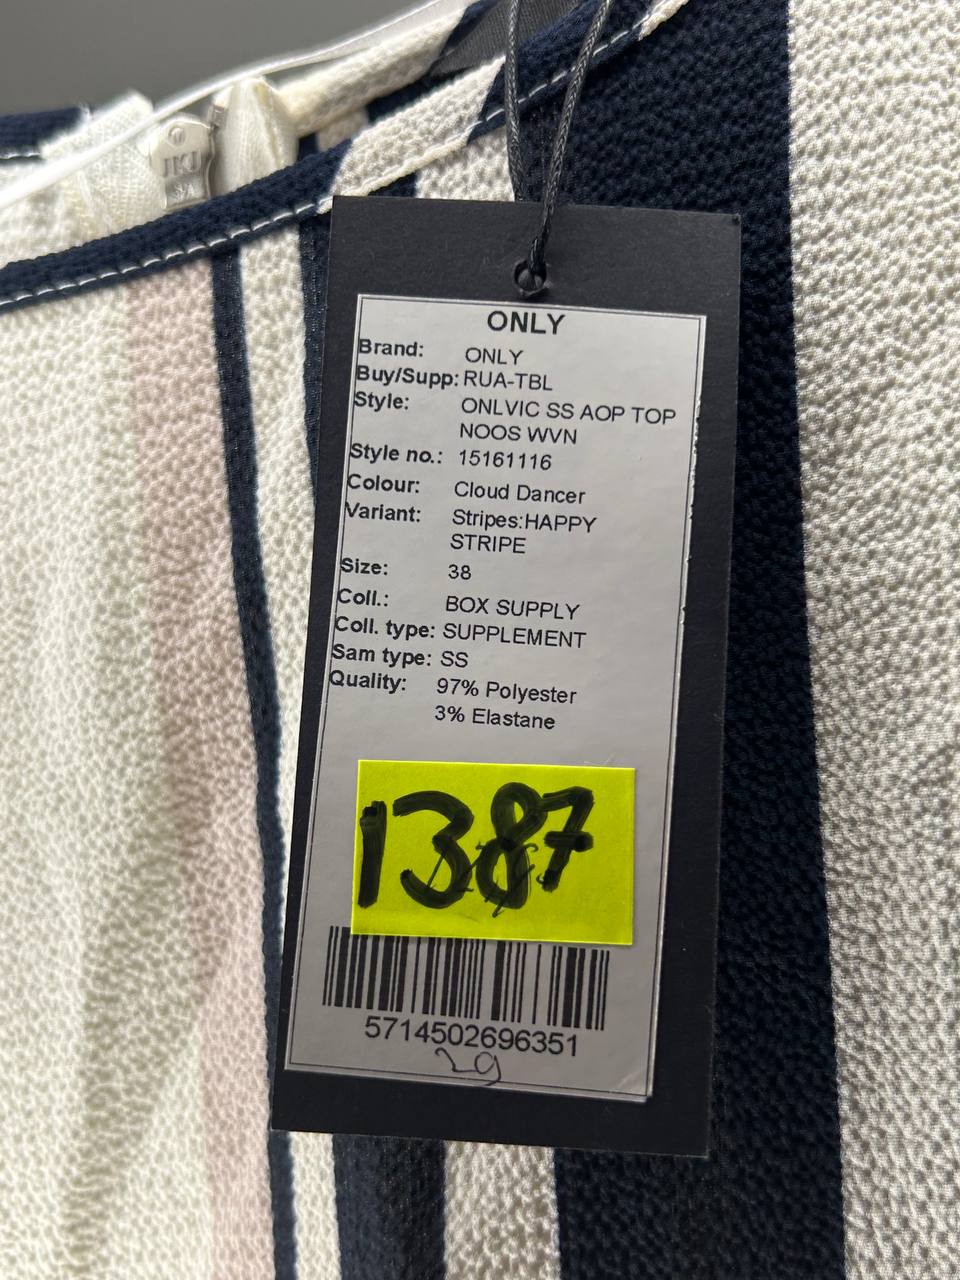 ONLY
Brand: ONLY
Buy/Supp: RUA-TBL
Style: ONLVIC SS AOP TOP
NOOS WVN
Style no.: 15161116
Colour: Cloud Dancer
Variant: Stripes:HAPPY
STRIPE
Size: 38
Coll.: BOX SUPPLY
Coll. type: SUPPLEMENT
Sam type: SS
Quality: 97% Polyester
3% Elastane
1387
5714502696351
29